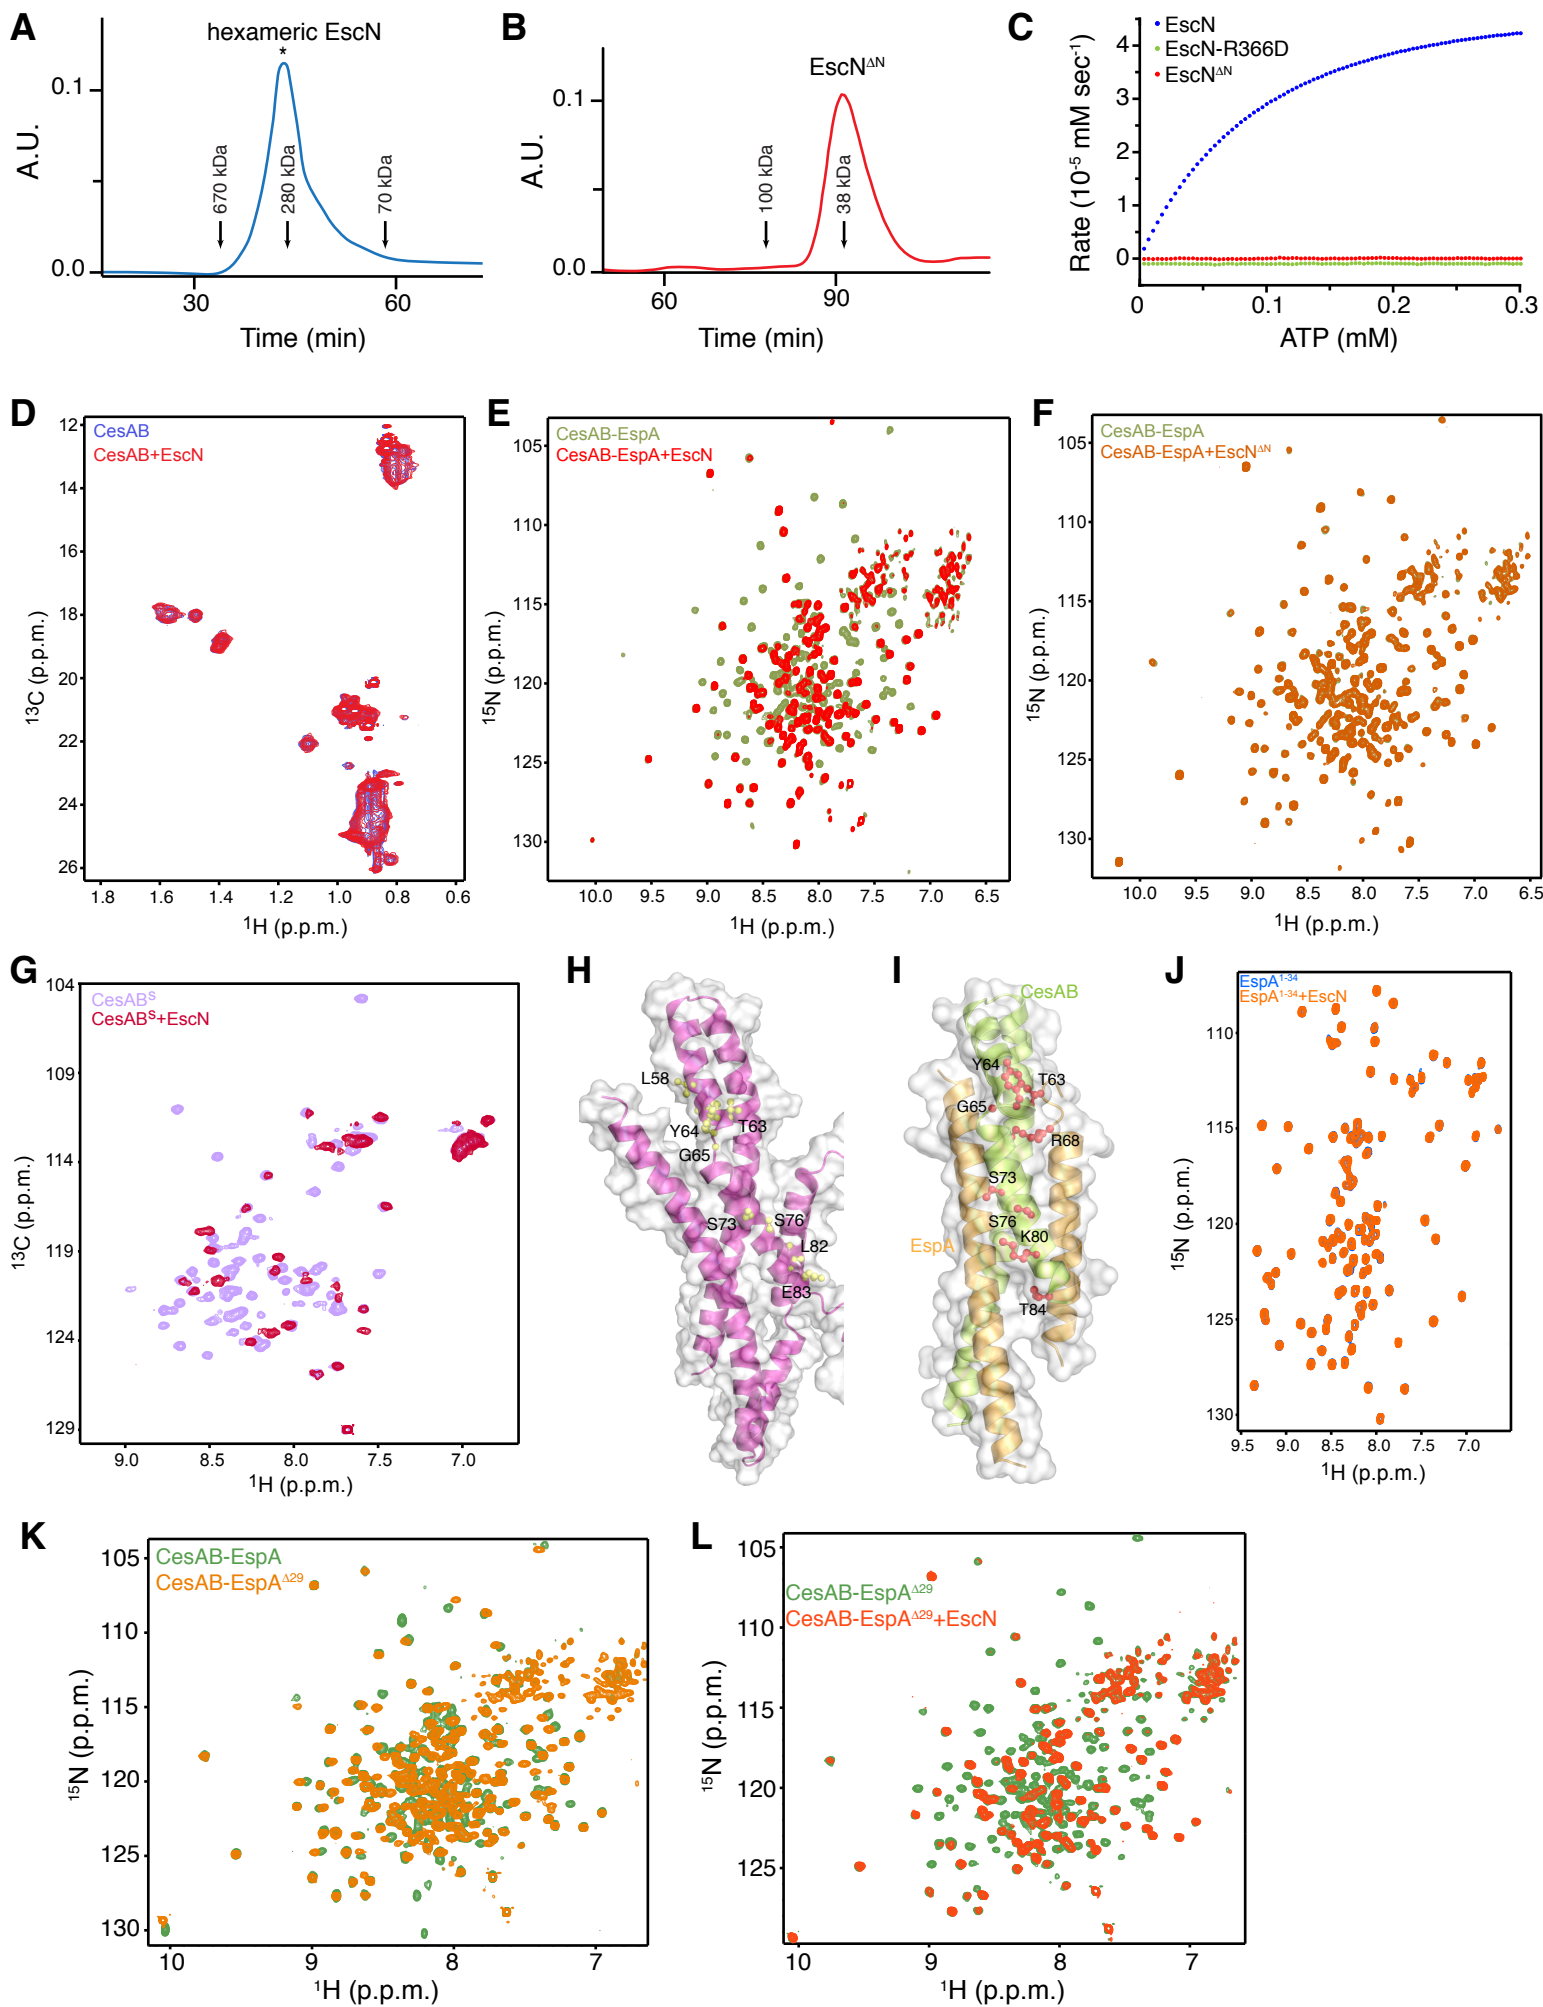 A
hexameric EscN
*
A.U.
0.1
0.0
670 kDa
280 kDa
70 kDa
30
60
Time (min)
B
EscNΔN
A.U.
0.1
0.0
100 kDa
38 kDa
60
90
Time (min)
C
EscN
EscN-R366D
EscNΔN
Rate (10-5 mM sec-1)
4
3
2
1
0
0
0.1
0.2
0.3
ATP (mM)
D
CesAB
CesAB+EscN
13C (p.p.m.)
12
14
16
18
20
22
24
26
1.8
1.6
1.4
1.2
1.0
0.8
0.6
1H (p.p.m.)
E
CesAB-EspA
CesAB-EspA+EscN
15N (p.p.m.)
105
110
115
120
125
130
10.0
9.5
9.0
8.5
8.0
7.5
7.0
6.5
1H (p.p.m.)
F
CesAB-EspA
CesAB-EspA+EscNΔN
15N (p.p.m.)
105
110
115
120
125
130
10.0
9.5
9.0
8.5
8.0
7.5
7.0
6.5
1H (p.p.m.)
G
CesABS
CesABS+EscN
13C (p.p.m.)
104
109
114
119
124
129
9.0
8.5
8.0
7.5
7.0
1H (p.p.m.)
H
L58
Y64
T63
G65
S73
S76
L82
E83
I
CesAB
Y64
T63
G65
R68
S73
S76
K80
EspA
T84
J
EspA1-34
EspA1-34+EscN
15N (p.p.m.)
110
115
120
125
130
9.5
9.0
8.5
8.0
7.5
7.0
1H (p.p.m.)
K
CesAB-EspA
CesAB-EspAΔ29
15N (p.p.m.)
105
110
115
120
125
130
10
9
8
7
1H (p.p.m.)
L
CesAB-EspAΔ29
CesAB-EspAΔ29+EscN
15N (p.p.m.)
105
110
115
120
125
10
9
8
7
1H (p.p.m.)